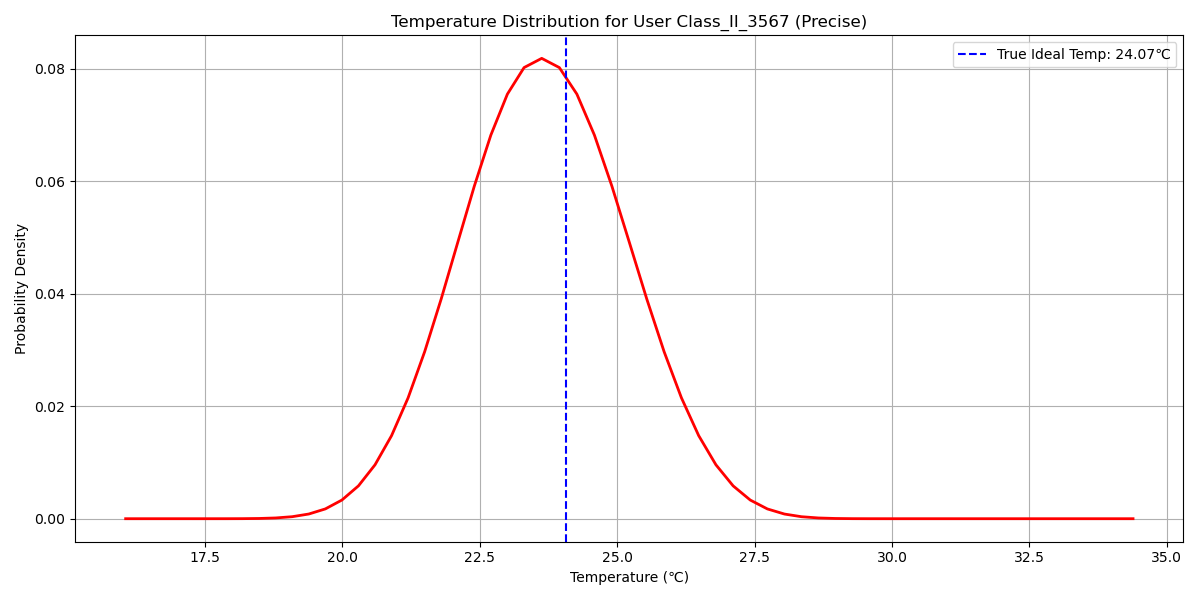 Temperature Distribution for User Class_II_3567 (Precise)
True Ideal Temp: 24.07℃
0.08
0.06
0.04
0.02
0.00
Probability Density
17.5 20.0 22.5 25.0 27.5 30.0 32.5 35.0
Temperature (℃)